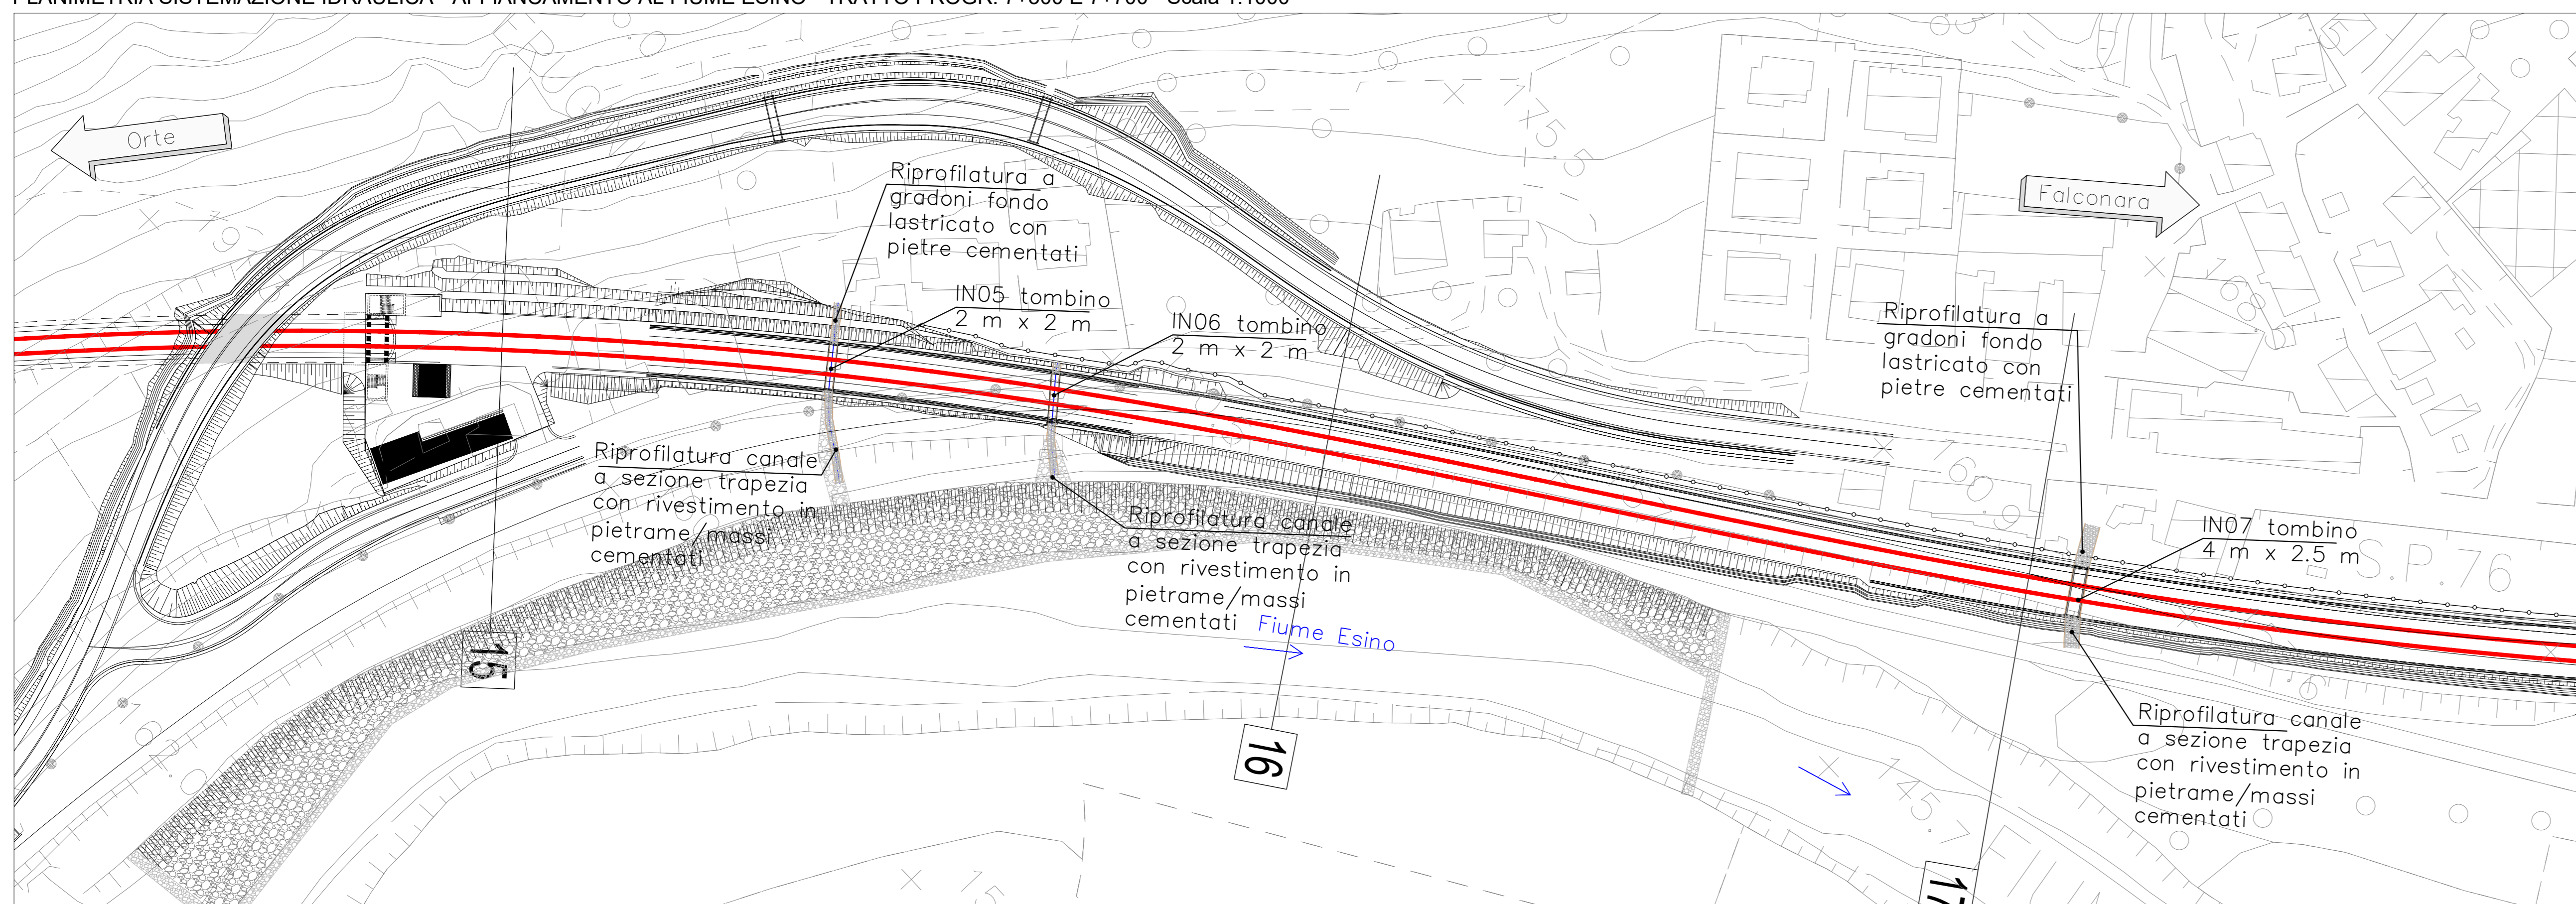 Orte
Falconara
Riprofilatura a
gradoni fondo
lastricato con
pietre cementati
IN05 tombino
2 m x 2 m
IN06 tombino
2 m x 2 m
Riprofilatura a
gradoni fondo
lastricato con
pietre cementati
Riprofilatura canale
a sezione trapezia
con rivestimento in
pietrame/massi
cementati
Riprofilatura canale
a sezione trapezia
con rivestimento in
pietrame/massi
cementati
Fiume Esino
IN07 tombino
4 m x 2.5 m
S.P.76
Riprofilatura canale
a sezione trapezia
con rivestimento in
pietrame/massi
cementati
15
16
17